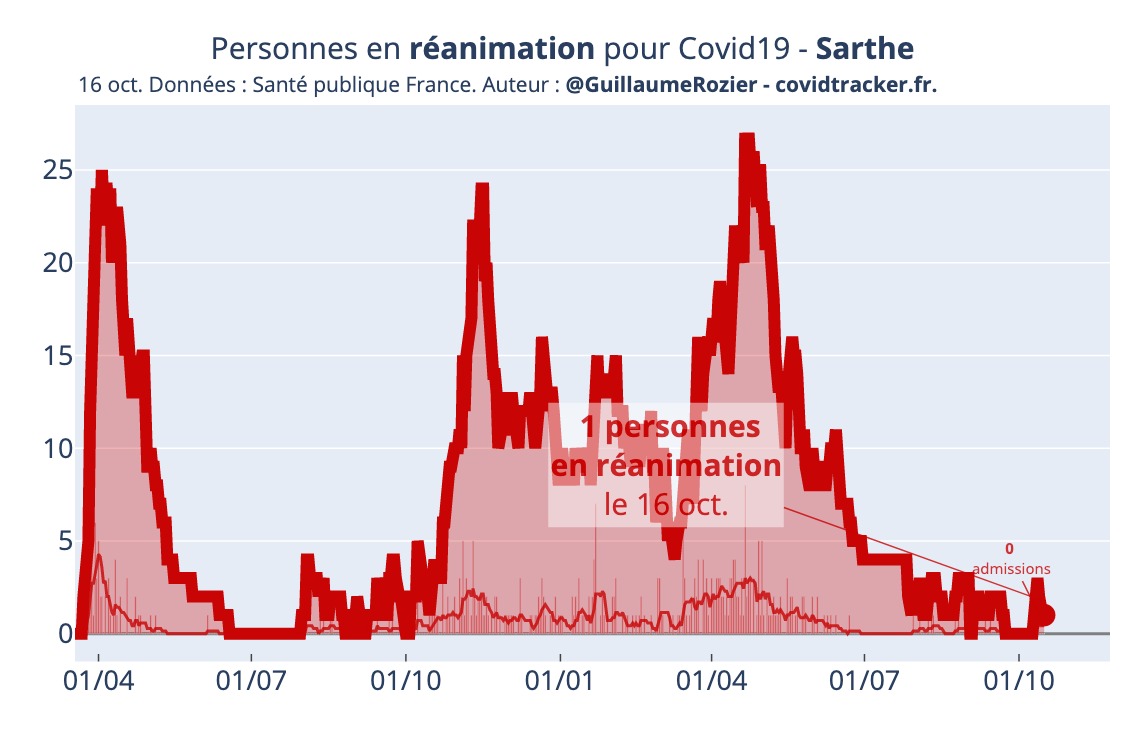 Personnes en réanimation pour Covid19 - Sarthe
16 oct. Données : Santé publique France. Auteur : @GuillaumeRozier - covidtracker.fr.
25
20
15
10
5
0
1 personnes
en réanimation
le 16 oct.
0
admissions
01/04
01/07
01/10
01/01
01/04
01/07
01/10